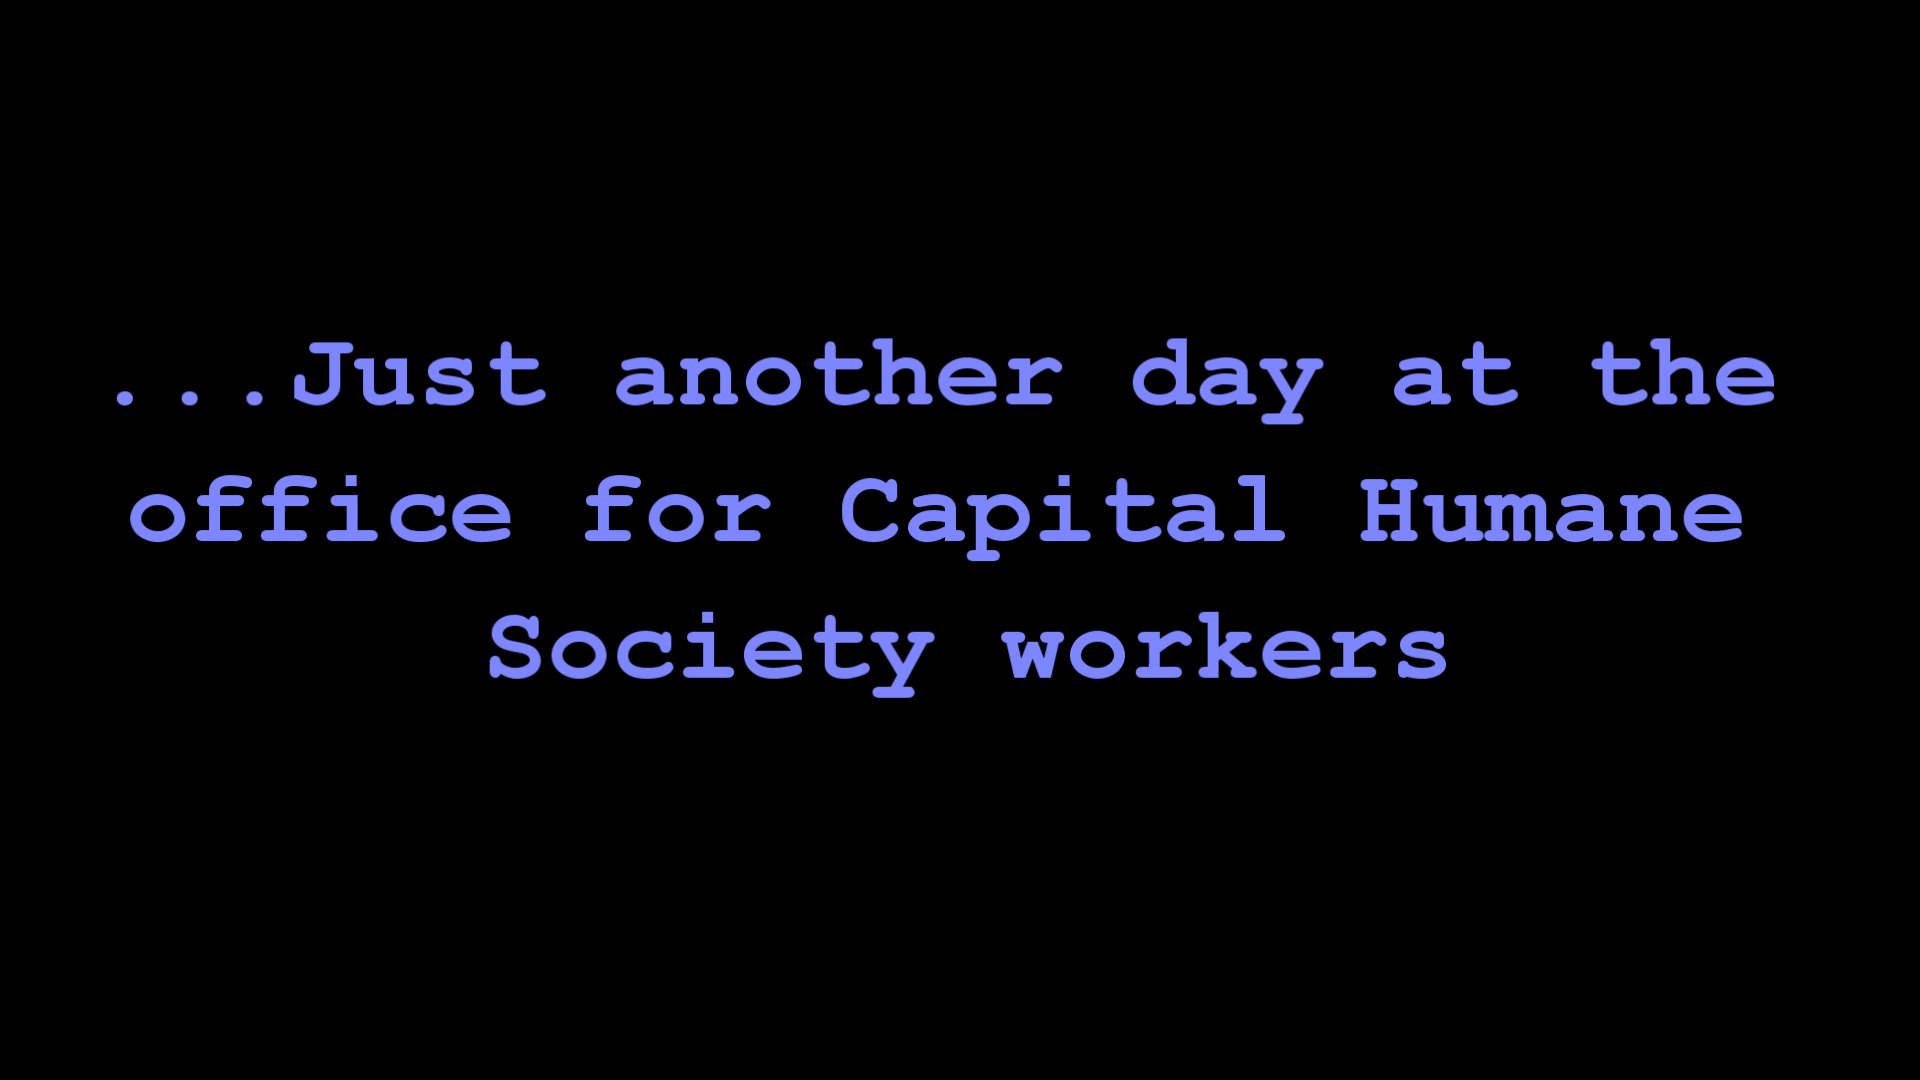 ...Just another day at the
office for Capital Humane
Society workers